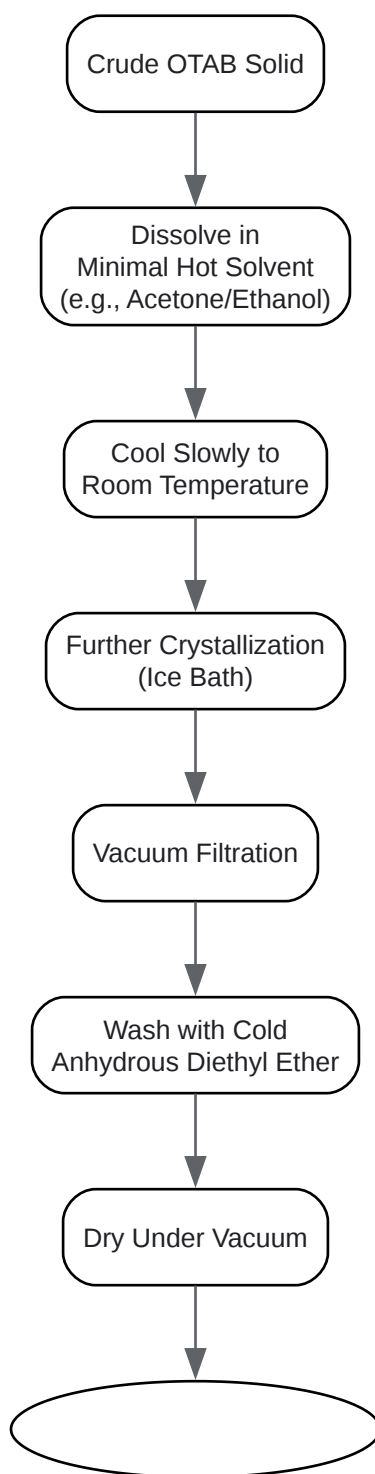 Crude OTAB Solid
Dissolve in
Minimal Hot Solvent
(e.g., Acetone/Ethanol)
Cool Slowly to
Room Temperature
Further Crystallization
(Ice Bath)
Vacuum Filtration
Wash with Cold
Anhydrous Diethyl Ether
Dry Under Vacuum